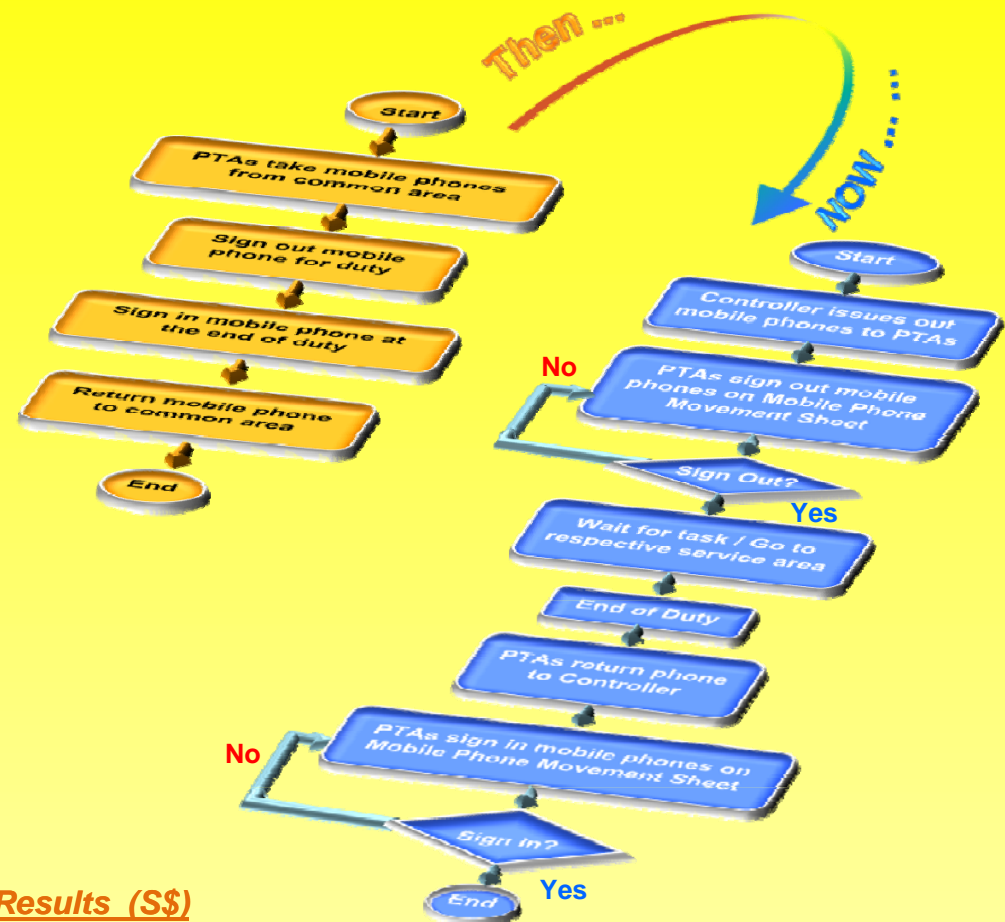 Then ...
Start
PTAs take mobile phones
from common area
Sign out mobile
phone for duty
Sign in mobile phone at
the end of duty
Return mobile phone
to common area
End
NOW ....
Start
Controller issues out
mobile phones to PTAs
No
PTAs sign out mobile
phones on Mobile Phone
Movement Sheet
Sign Out?
Yes
Wait for task / Go to
respective service area
End of Duty
PTAs return phone
to Controller
No
PTAs sign in mobile phones on
Mobile Phone Movement Sheet
Sign in?
Yes
End
Results (S$)